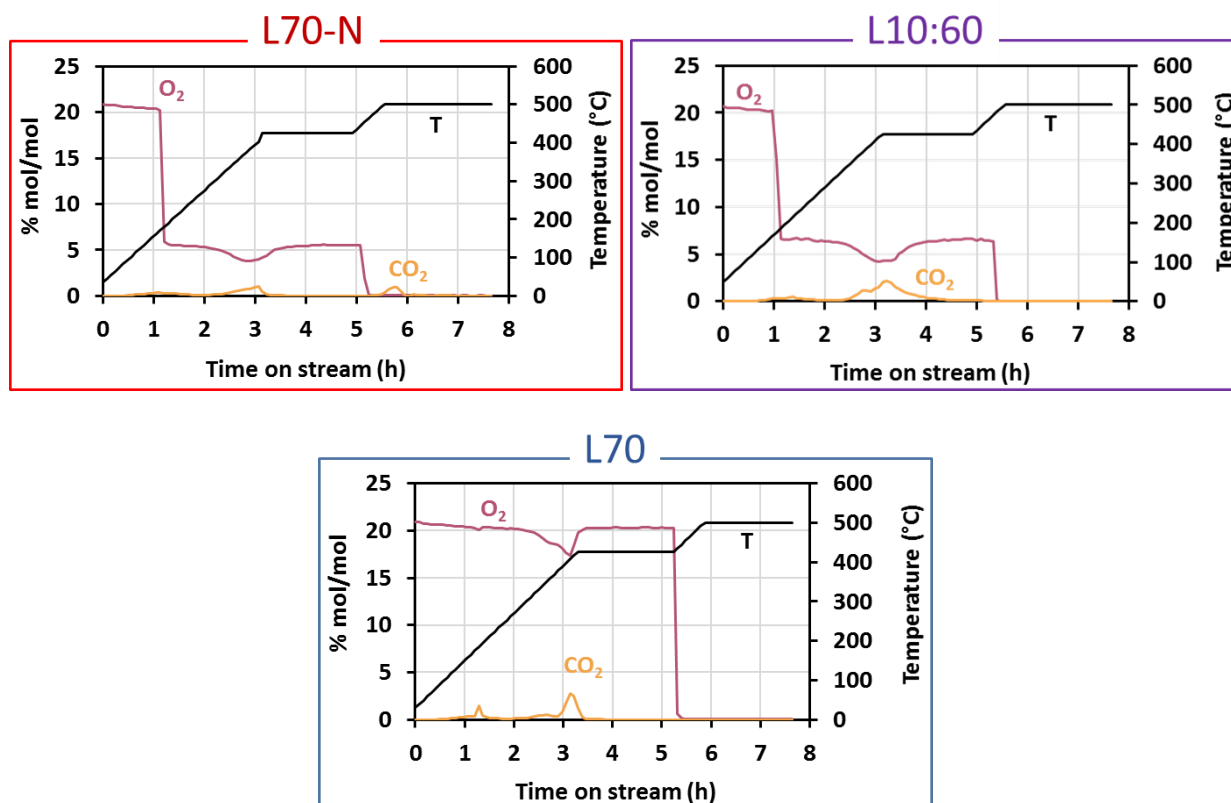 L70-N
25
20
15
10
5
0
% mol/mol
O2
T
CO2
600
500
400
300
200
100
0
Temperature (°C)
0 1 2 3 4 5 6 7 8
Time on stream (h)
L10:60
25
20
15
10
5
0
% mol/mol
O2
T
CO2
600
500
400
300
200
100
0
Temperature (°C)
0 1 2 3 4 5 6 7 8
Time on stream (h)
L70
25
20
15
10
5
0
% mol/mol
O2
T
CO2
600
500
400
300
200
100
0
Temperature (°C)
0 1 2 3 4 5 6 7 8
Time on stream (h)